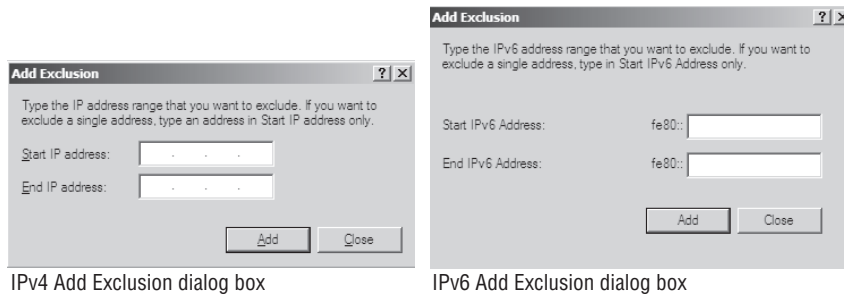 Add Exclusion
Type the IP address range that you want to exclude. If you want to
exclude a single address, type an address in Start IP address only.
Start IP address:
End IP address:
Add Close
IPv4 Add Exclusion dialog box
Add Exclusion
Type the IPv6 address range that you want to exclude. If you want to
exclude a single address, type in Start IPv6 Address only.
Start IPv6 Address: fe80::
End IPv6 Address: fe80::
Add Close
IPv6 Add Exclusion dialog box